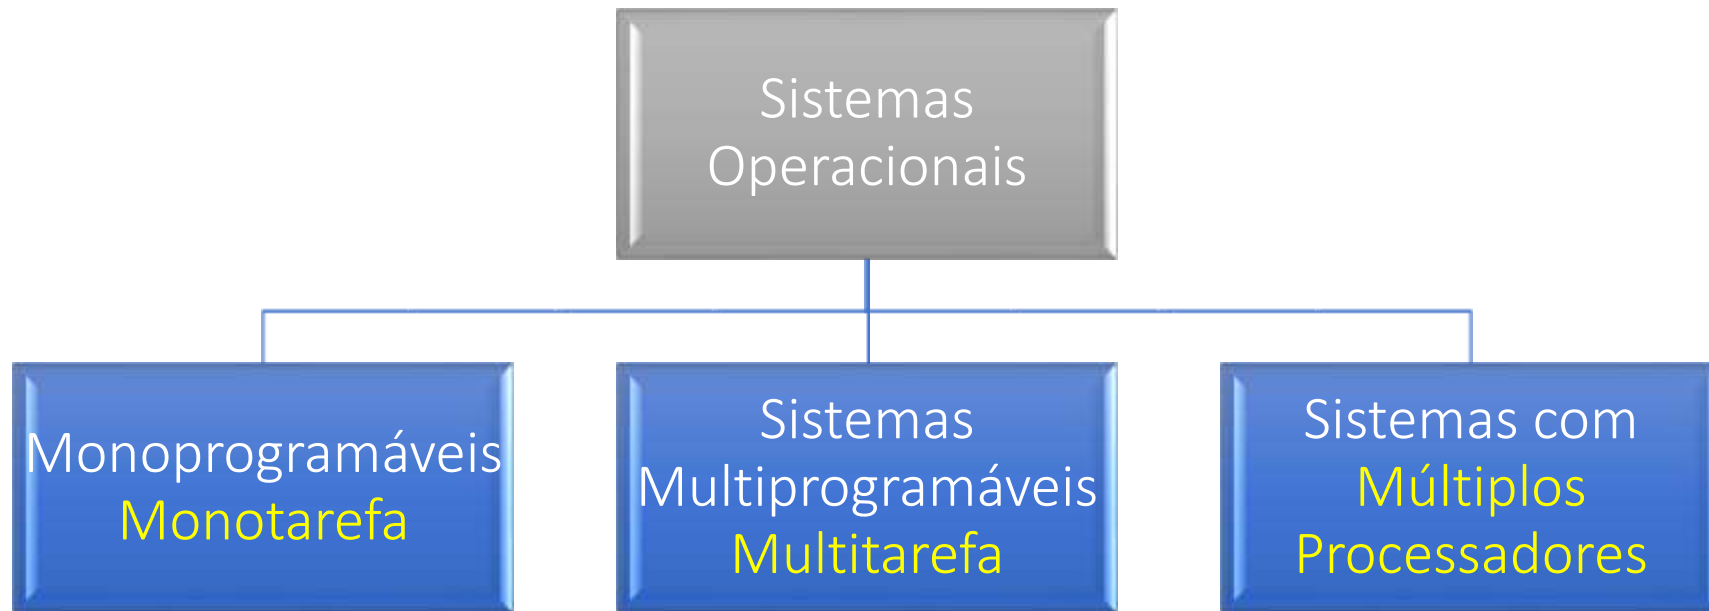 Sistemas
Operacionais
Monoprogramáveis
Monotarefa
Sistemas
Multiprogramáveis
Multitarefa
Sistemas com
Múltiplos
Processadores